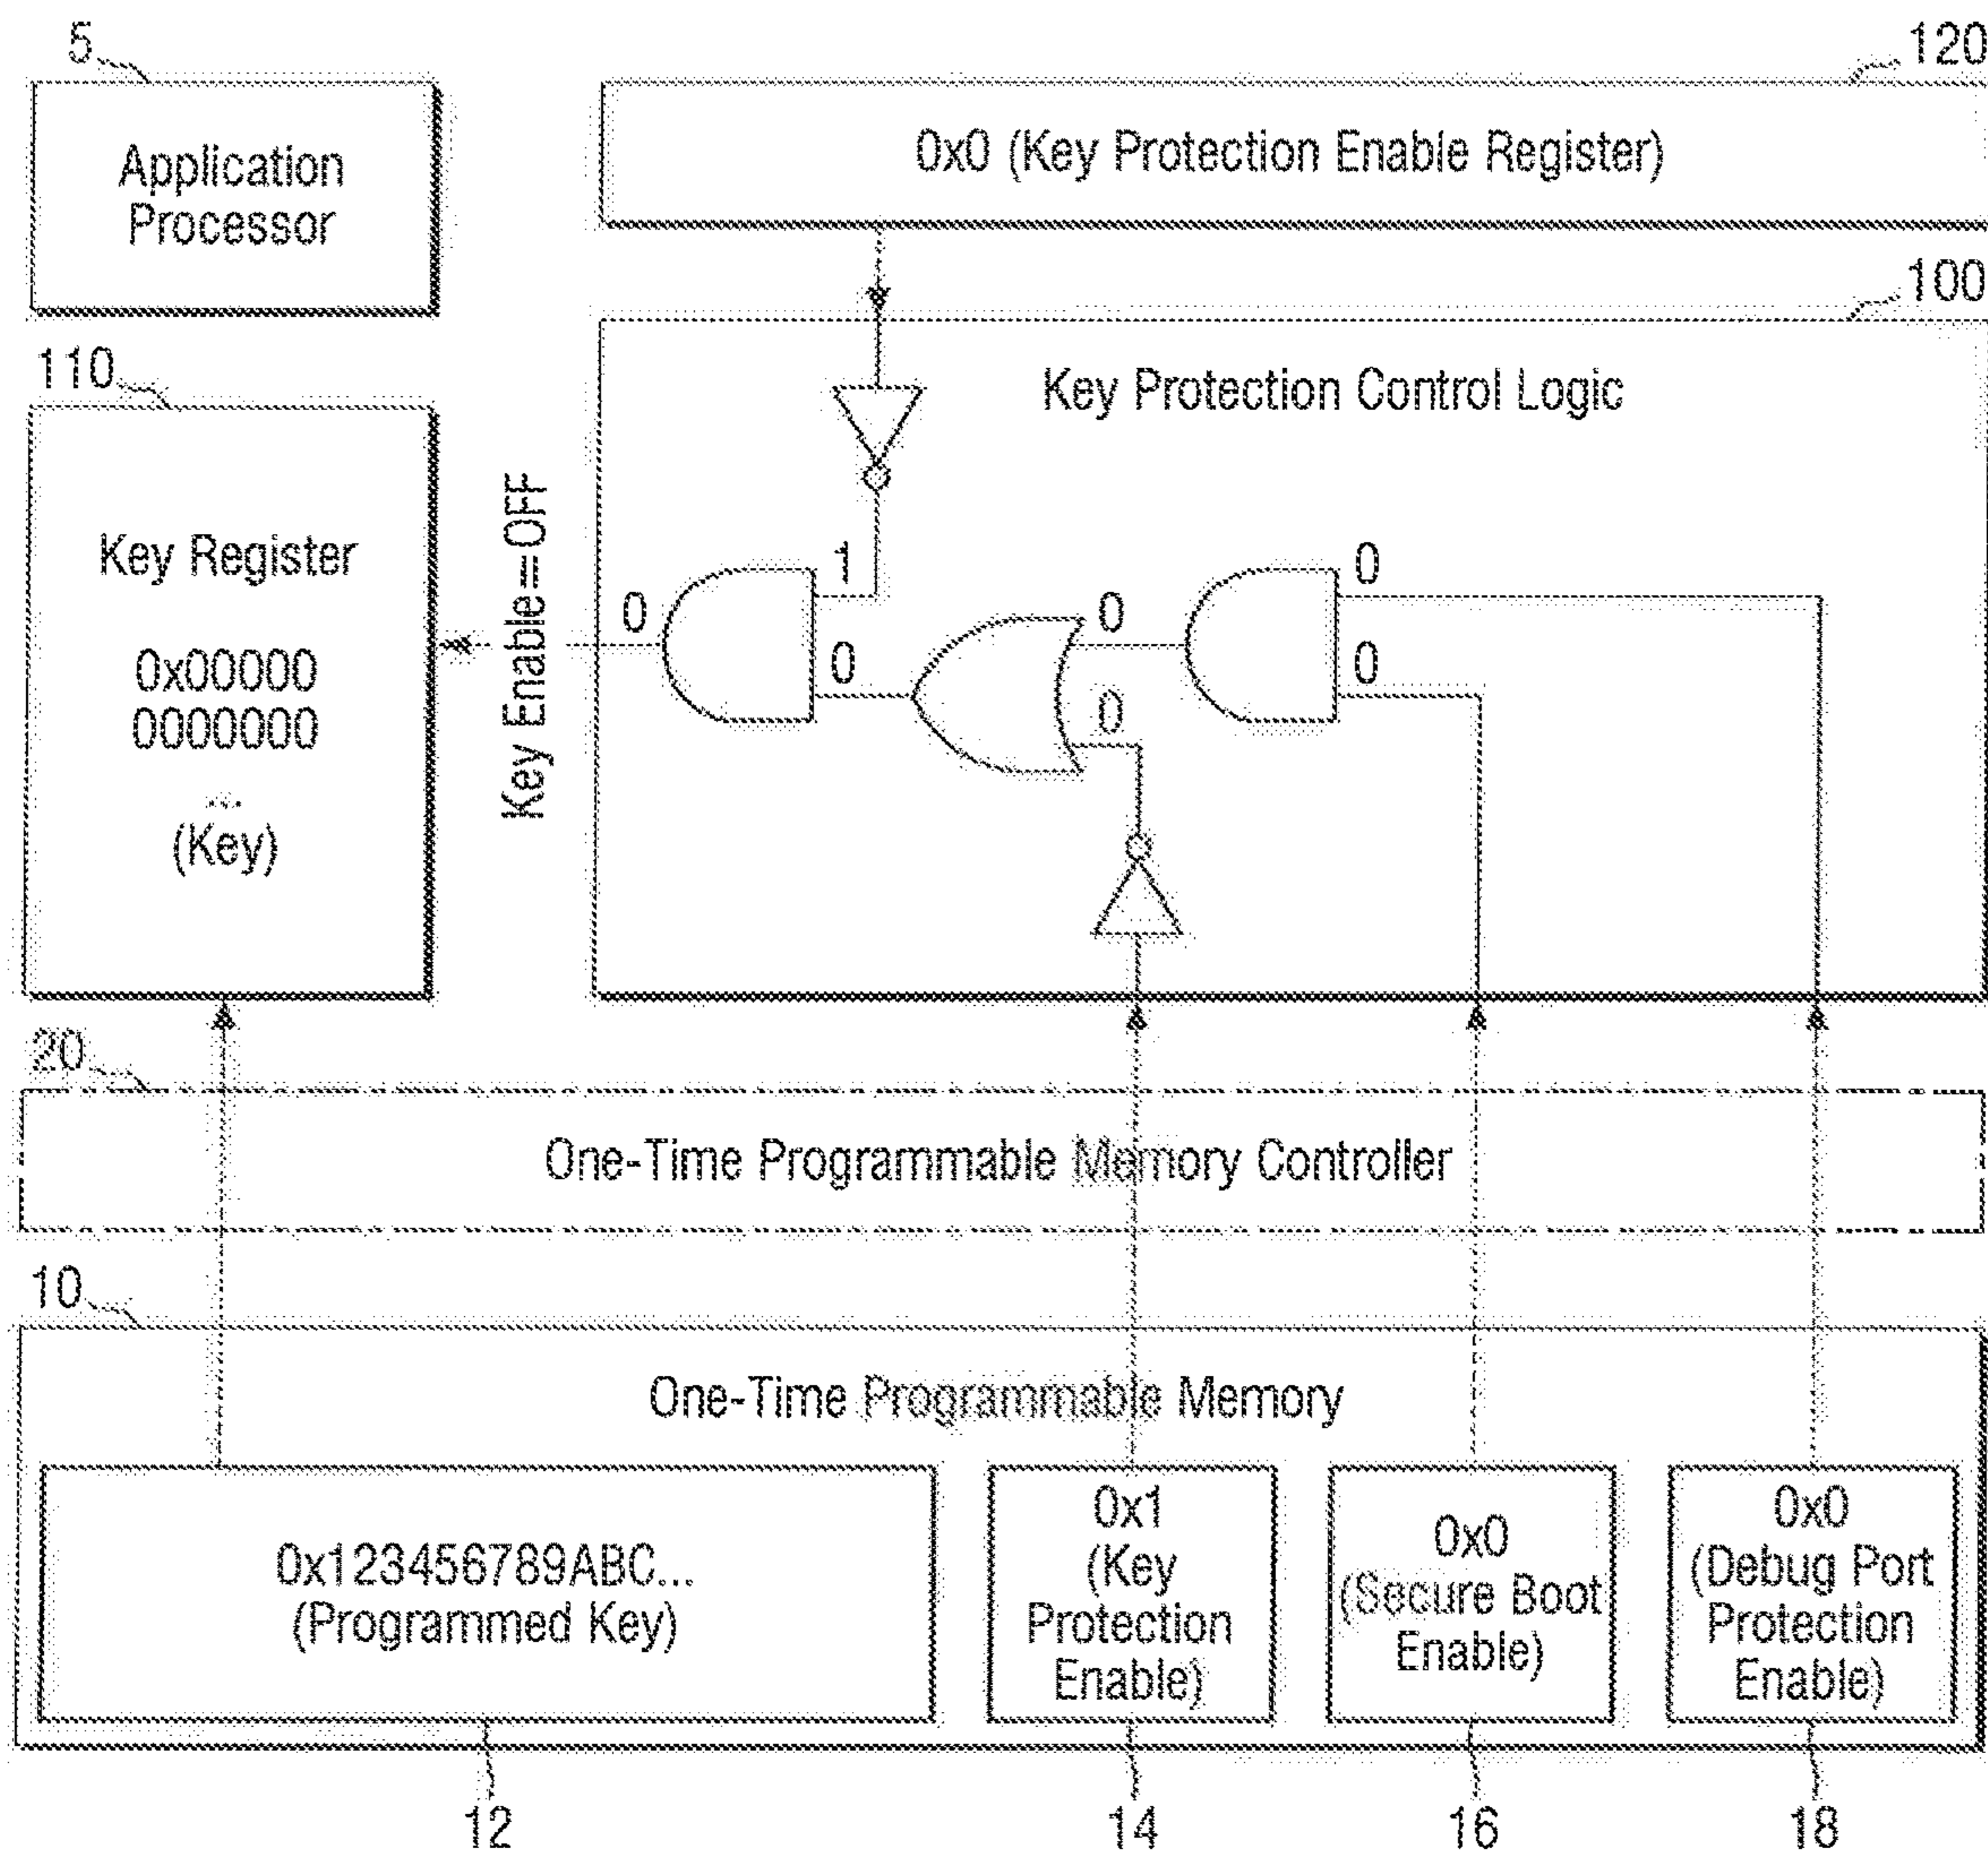 5
120
Application
Processor
0x0 (Key Protection Enable Register)
100
110
Key Protection Control Logic
Key Register
0x00000
0000000
...
(Key)
Key Enable=OFF
0
1
0
0
0
0
0
20
One-Time Programmable Memory Controller
10
One-Time Programmable Memory
0x123456789ABC...
(Programmed Key)
0x1
(Key
Protection
Enable)
0x0
(Secure Boot
Enable)
0x0
(Debug Port
Protection
Enable)
12
14
16
18